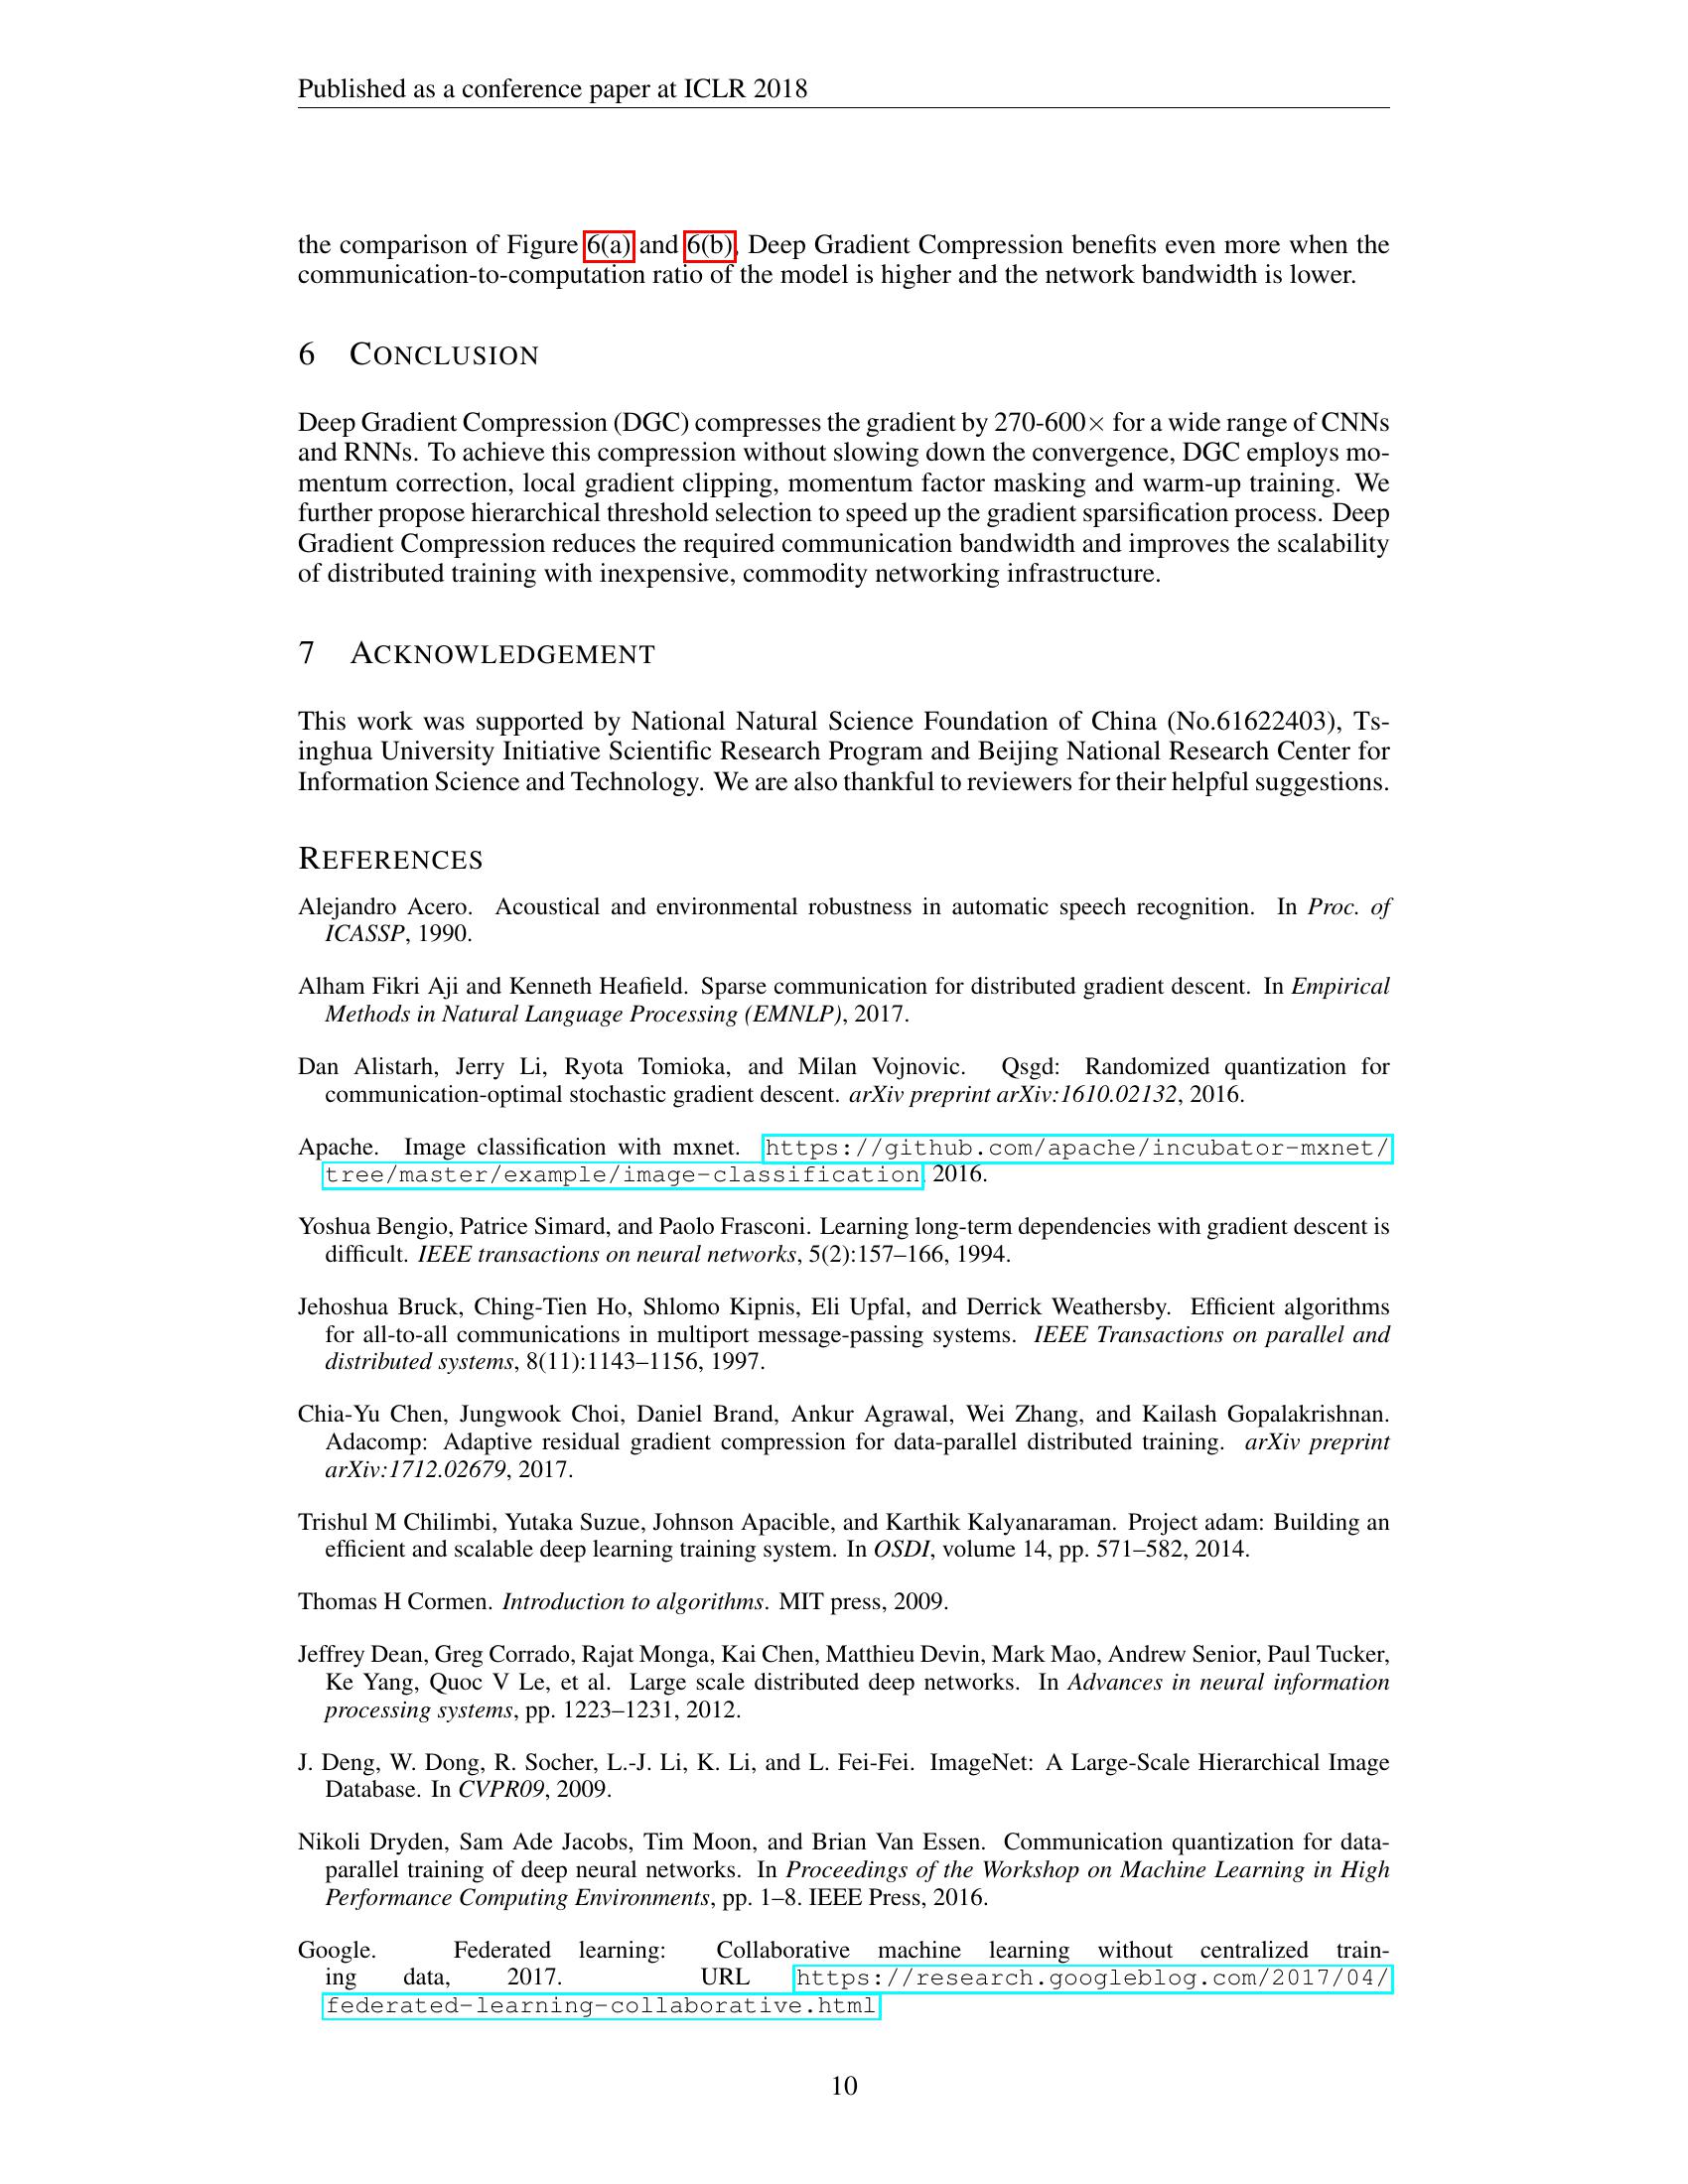 Published as a conference paper at ICLR 2018
the comparison of Figure 6(a) and 6(b), Deep Gradient Compression benefits even more when the
communication-to-computation ratio of the model is higher and the network bandwidth is lower.
6 CONCLUSION
Deep Gradient Compression (DGC) compresses the gradient by 270-600× for a wide range of CNNs
and RNNs. To achieve this compression without slowing down the convergence, DGC employs mo-
mentum correction, local gradient clipping, momentum factor masking and warm-up training. We
further propose hierarchical threshold selection to speed up the gradient sparsification process. Deep
Gradient Compression reduces the required communication bandwidth and improves the scalability
of distributed training with inexpensive, commodity networking infrastructure.
7 ACKNOWLEDGEMENT
This work was supported by National Natural Science Foundation of China (No.61622403), Ts-
inghua University Initiative Scientific Research Program and Beijing National Research Center for
Information Science and Technology. We are also thankful to reviewers for their helpful suggestions.
REFERENCES
Alejandro Acero. Acoustical and environmental robustness in automatic speech recognition. In Proc. of
ICASSP, 1990.
Alham Fikri Aji and Kenneth Heafield. Sparse communication for distributed gradient descent. In Empirical
Methods in Natural Language Processing (EMNLP), 2017.
Dan Alistarh, Jerry Li, Ryota Tomioka, and Milan Vojnovic. Qsgd: Randomized quantization for
communication-optimal stochastic gradient descent. arXiv preprint arXiv:1610.02132, 2016.
Apache. Image classification with mxnet. https://github.com/apache/incubator-mxnet/
tree/master/example/image-classification, 2016.
Yoshua Bengio, Patrice Simard, and Paolo Frasconi. Learning long-term dependencies with gradient descent is
difficult. IEEE transactions on neural networks, 5(2):157–166, 1994.
Jehoshua Bruck, Ching-Tien Ho, Shlomo Kipnis, Eli Upfal, and Derrick Weathersby. Efficient algorithms
for all-to-all communications in multiport message-passing systems. IEEE Transactions on parallel and
distributed systems, 8(11):1143–1156, 1997.
Chia-Yu Chen, Jungwook Choi, Daniel Brand, Ankur Agrawal, Wei Zhang, and Kailash Gopalakrishnan.
Adacomp: Adaptive residual gradient compression for data-parallel distributed training. arXiv preprint
arXiv:1712.02679, 2017.
Trishul M Chilimbi, Yutaka Suzue, Johnson Apacible, and Karthik Kalyanaraman. Project adam: Building an
efficient and scalable deep learning training system. In OSDI, volume 14, pp. 571–582, 2014.
Thomas H Cormen. Introduction to algorithms. MIT press, 2009.
Jeffrey Dean, Greg Corrado, Rajat Monga, Kai Chen, Matthieu Devin, Mark Mao, Andrew Senior, Paul Tucker,
Ke Yang, Quoc V Le, et al. Large scale distributed deep networks. In Advances in neural information
processing systems, pp. 1223–1231, 2012.
J. Deng, W. Dong, R. Socher, L.-J. Li, K. Li, and L. Fei-Fei. ImageNet: A Large-Scale Hierarchical Image
Database. In CVPR09, 2009.
Nikoli Dryden, Sam Ade Jacobs, Tim Moon, and Brian Van Essen. Communication quantization for data-
parallel training of deep neural networks. In Proceedings of the Workshop on Machine Learning in High
Performance Computing Environments, pp. 1–8. IEEE Press, 2016.
Google. Federated learning: Collaborative machine learning without centralized train-
ing data, 2017. URL https://research.googleblog.com/2017/04/
federated-learning-collaborative.html
10